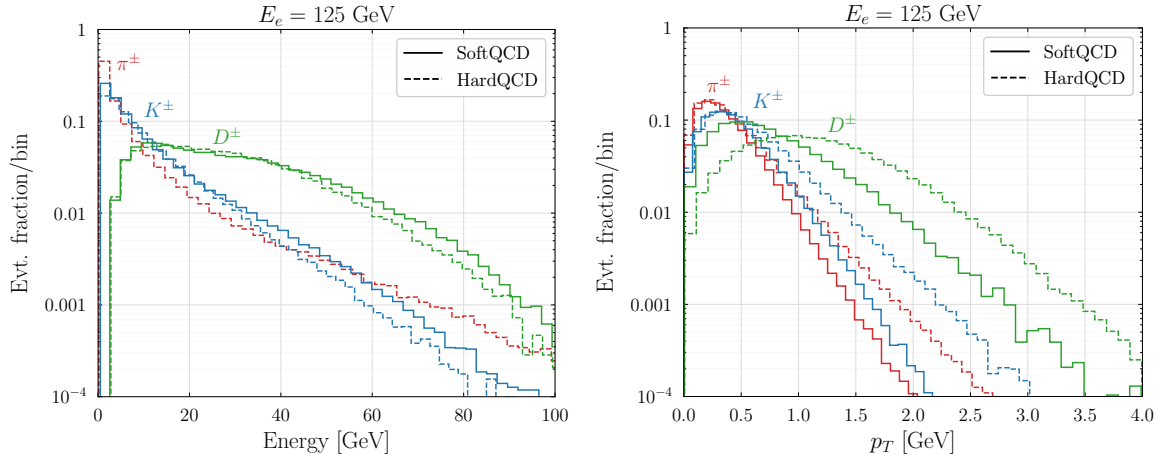 E_e = 125 GeV
1
0.1
0.01
0.001
10^{-4}
Evt. fraction/bin
π^±
K^±
D^±
SoftQCD
HardQCD
0
20
40
60
80
100
Energy [GeV]
E_e = 125 GeV
1
0.1
0.01
0.001
10^{-4}
Evt. fraction/bin
π^±
K^±
D^±
SoftQCD
HardQCD
0.0
0.5
1.0
1.5
2.0
2.5
3.0
3.5
4.0
p_T [GeV]